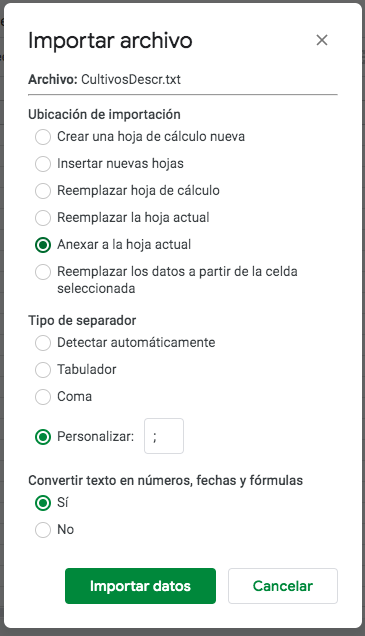 Importar archivo
Archivo: CultivosDescr.txt
Ubicación de importación
Crear una hoja de cálculo nueva
Insertar nuevas hojas
Reemplazar hoja de cálculo
Reemplazar la hoja actual
Anexar a la hoja actual
Reemplazar los datos a partir de la celda
seleccionada
Tipo de separador
Detectar automáticamente
Tabulador
Coma
Personalizar: ;
Convertir texto en números, fechas y fórmulas
Sí
No
Importar datos Cancelar